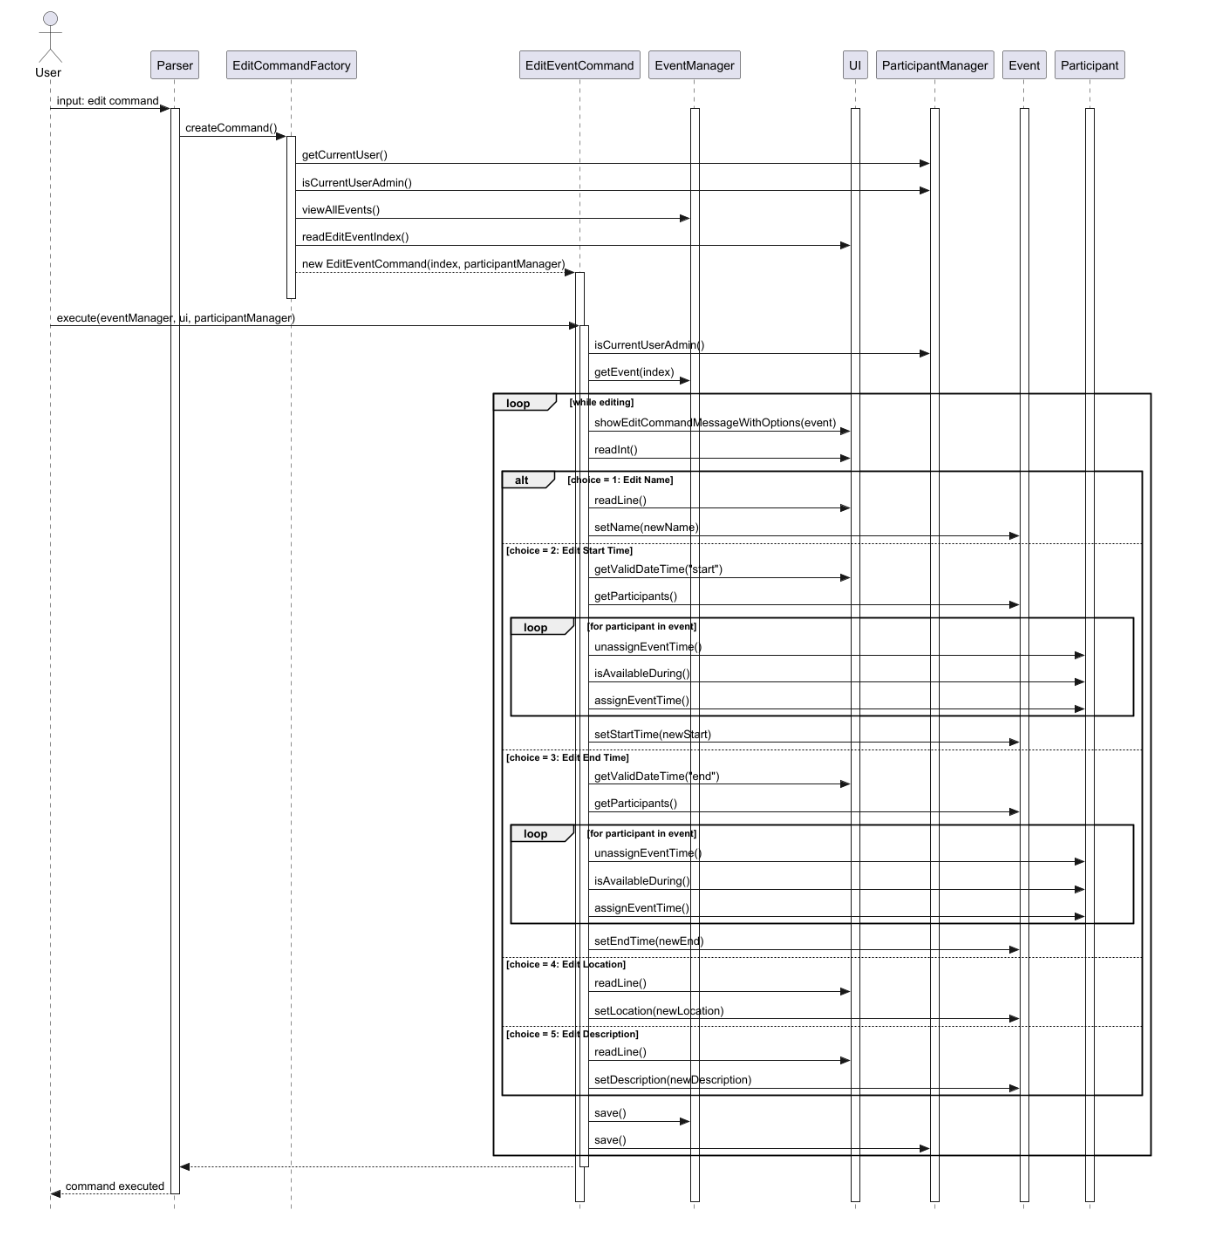 User
Parser
EditCommandFactory
EditEventCommand
EventManager
UI
ParticipantManager
Event
Participant
input: edit command
createCommand()
getCurrentUser()
isCurrentUserAdmin()
viewAllEvents()
readEditEventIndex()
new EditEventCommand(index, participantManager)
execute(eventManager, ui, participantManager)
isCurrentUserAdmin()
getEvent(index)
loop [while editing]
showEditCommandMessageWithOptions(event)
readInt()
alt [choice = 1: Edit Name]
readLine()
setName(newName)
[choice = 2: Edit Start Time]
getValidDateTime("start")
getParticipants()
loop [for participant in event]
unassignEventTime()
isAvailableDuring()
assignEventTime()
setStartTime(newStart)
[choice = 3: Edit End Time]
getValidDateTime("end")
getParticipants()
loop [for participant in event]
unassignEventTime()
isAvailableDuring()
assignEventTime()
setEndTime(newEnd)
[choice = 4: Edit Location]
readLine()
setLocation(newLocation)
[choice = 5: Edit Description]
readLine()
setDescription(newDescription)
save()
save()
command executed